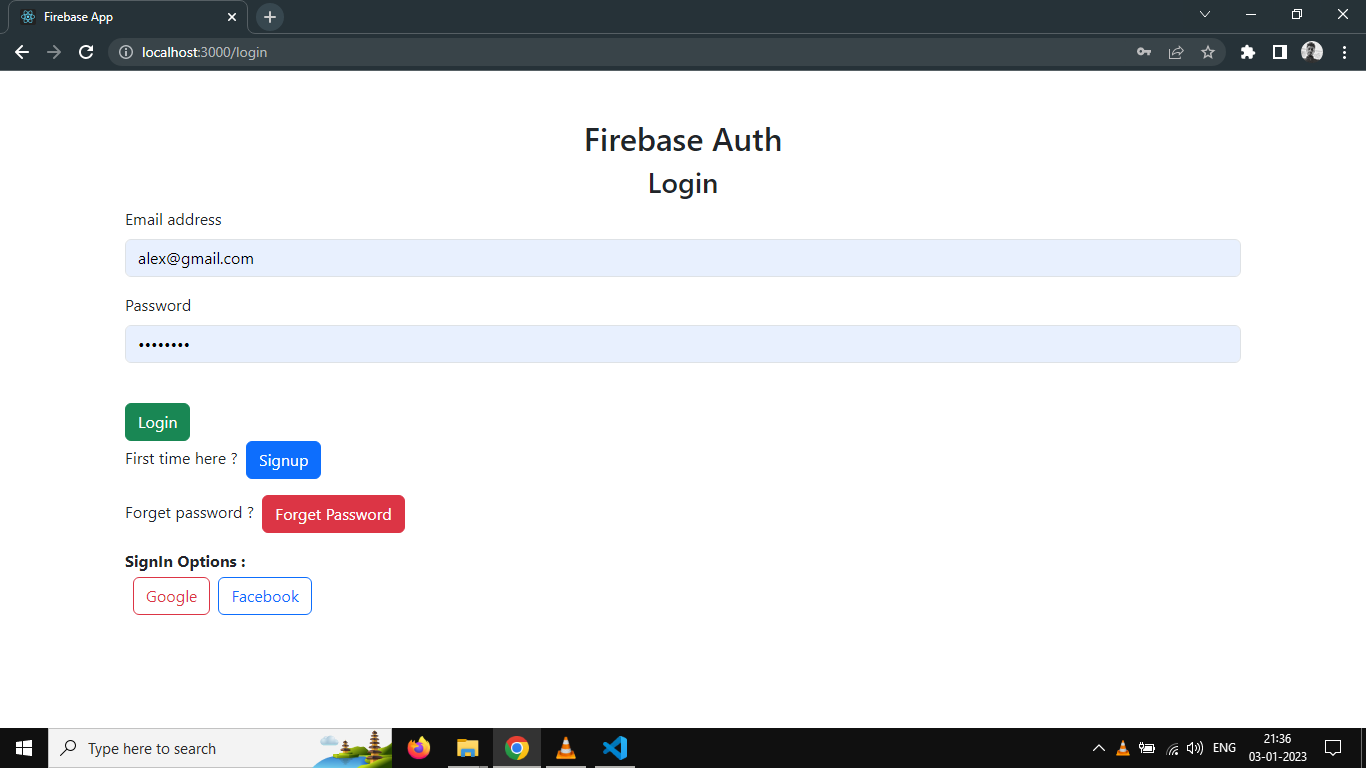 Firebase App
localhost:3000/login
Firebase Auth
Login
Email address
alex@gmail.com
Password
••••••••
Login
First time here ? Signup
Forget password ? Forget Password
SignIn Options :
Google Facebook
Type here to search
ENG
21:36
03-01-2023